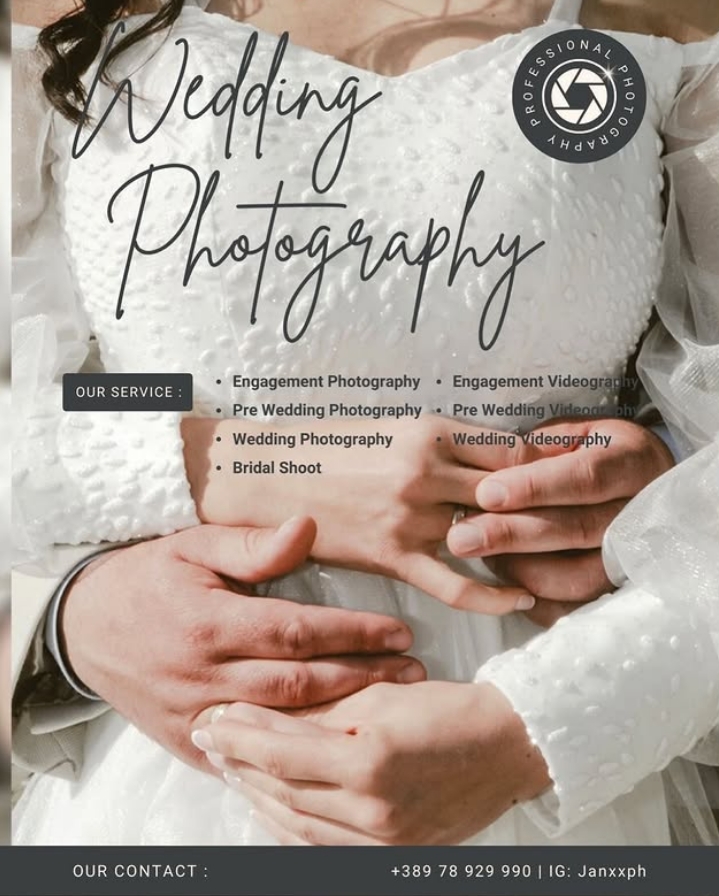 Wedding
Photography
PROFESSIONAL PHOTOGRAPHY
OUR SERVICE :
• Engagement Photography
• Pre Wedding Photography
• Wedding Photography
• Bridal Shoot
• Engagement Videography
• Pre Wedding Videography
• Wedding Videography
OUR CONTACT :
+389 78 929 990 | IG: Janxxph